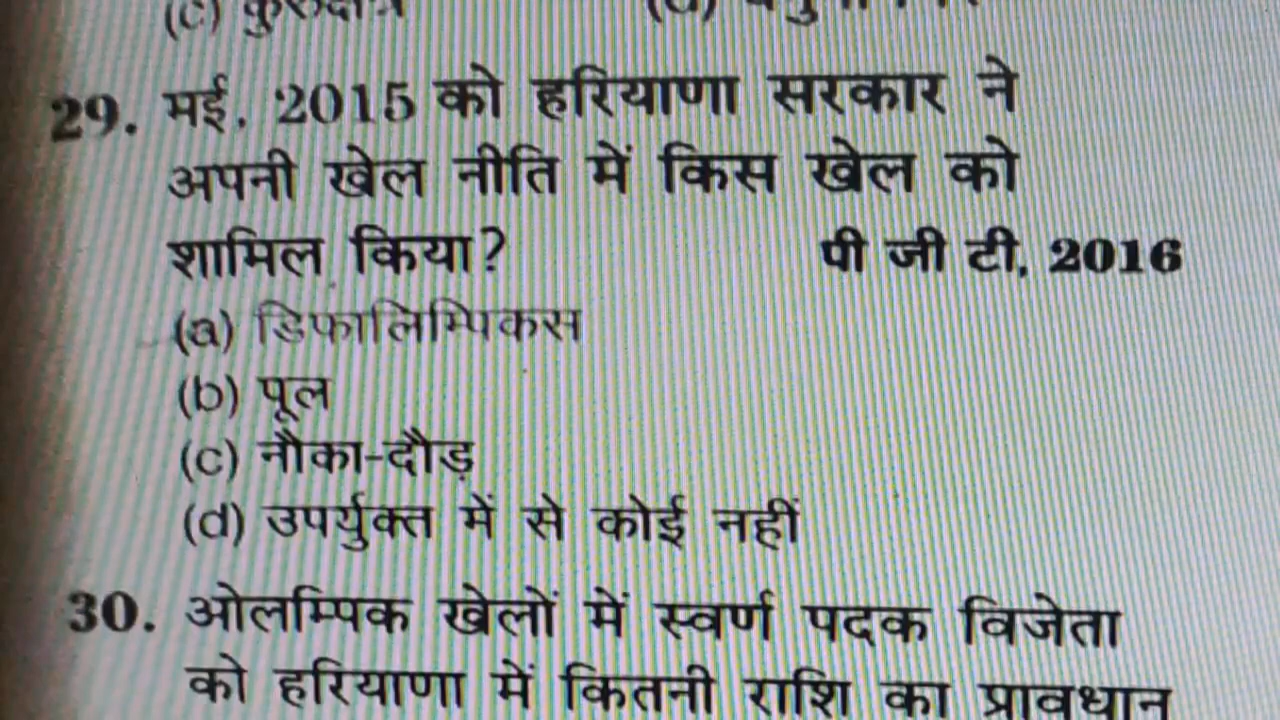 (c) कुरुक्षेत्र
29. मई, 2015 को हरियाणा सरकार ने
अपनी खेल नीति में किस खेल को
शामिल किया? पी जी टी, 2016
(a) डिफालिम्पिकस
(b) पूल
(c) नौका-दौड़
(d) उपर्युक्त में से कोई नहीं
30. ओलम्पिक खेलों में स्वर्ण पदक विजेता
को हरियाणा में कितनी राशि का प्रावधान